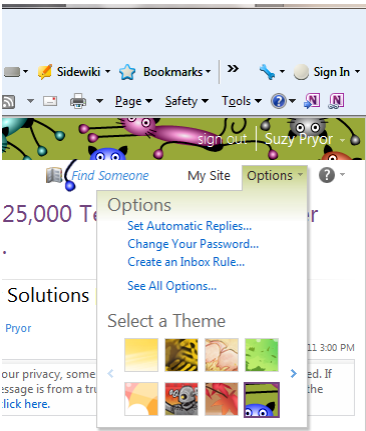 Sidewiki Bookmarks Sign In
Page Safety Tools
sign out | Suzy Pryor
Find Someone My Site Options
25,000 Te er
.
Options
Set Automatic Replies...
Change Your Password...
Create an Inbox Rule...
See All Options...
Solutions
Pryor
Select a Theme
11 3:00 PM
our privacy, some ed. If
essage is from a tru the
click here.